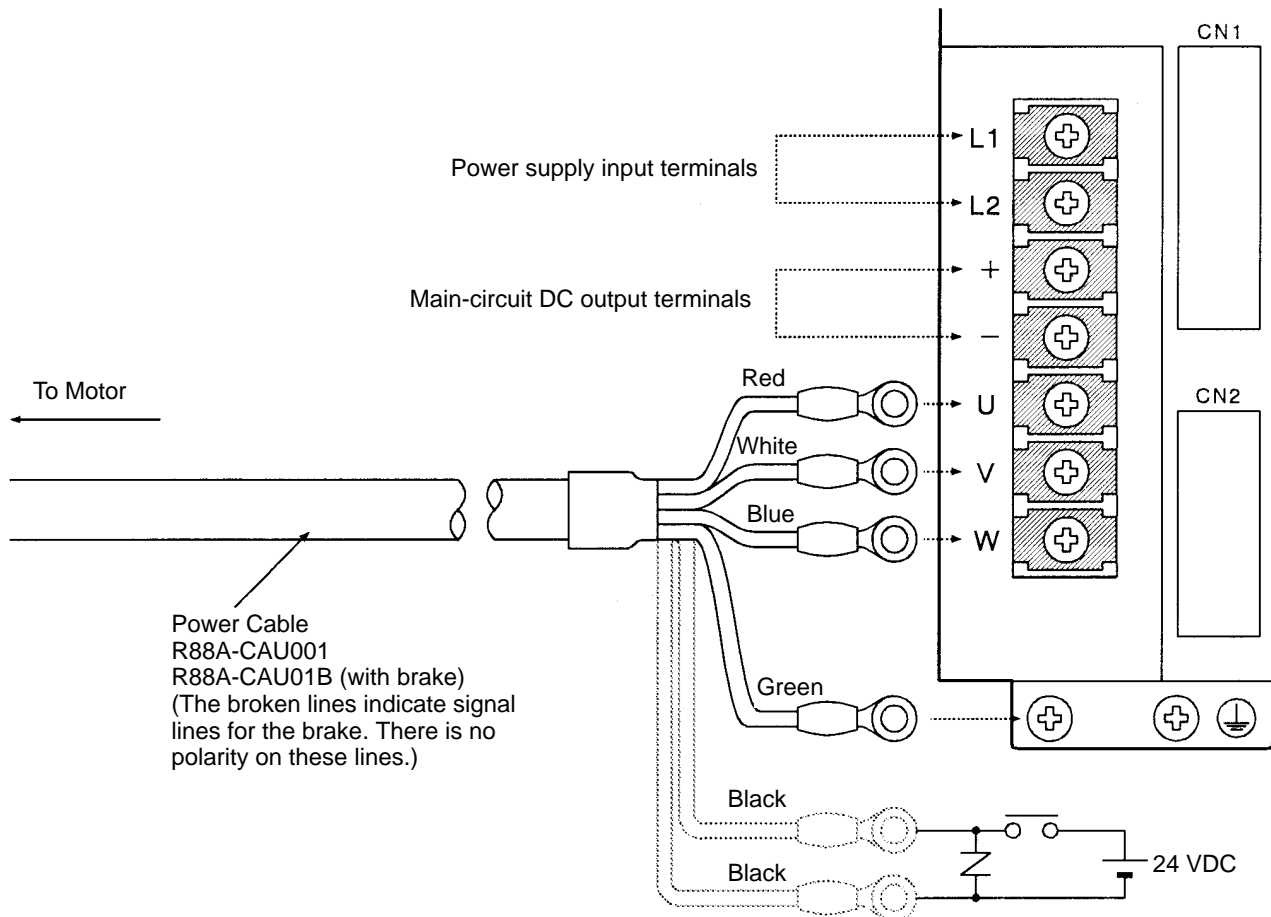 CN1
L1
Power supply input terminals
L2
+
Main-circuit DC output terminals
−
Red
To Motor
U
CN2
White
V
Blue
W
Power Cable
R88A-CAU001
R88A-CAU01B (with brake)
(The broken lines indicate signal
lines for the brake. There is no
polarity on these lines.)
Green
Black
24 VDC
Black